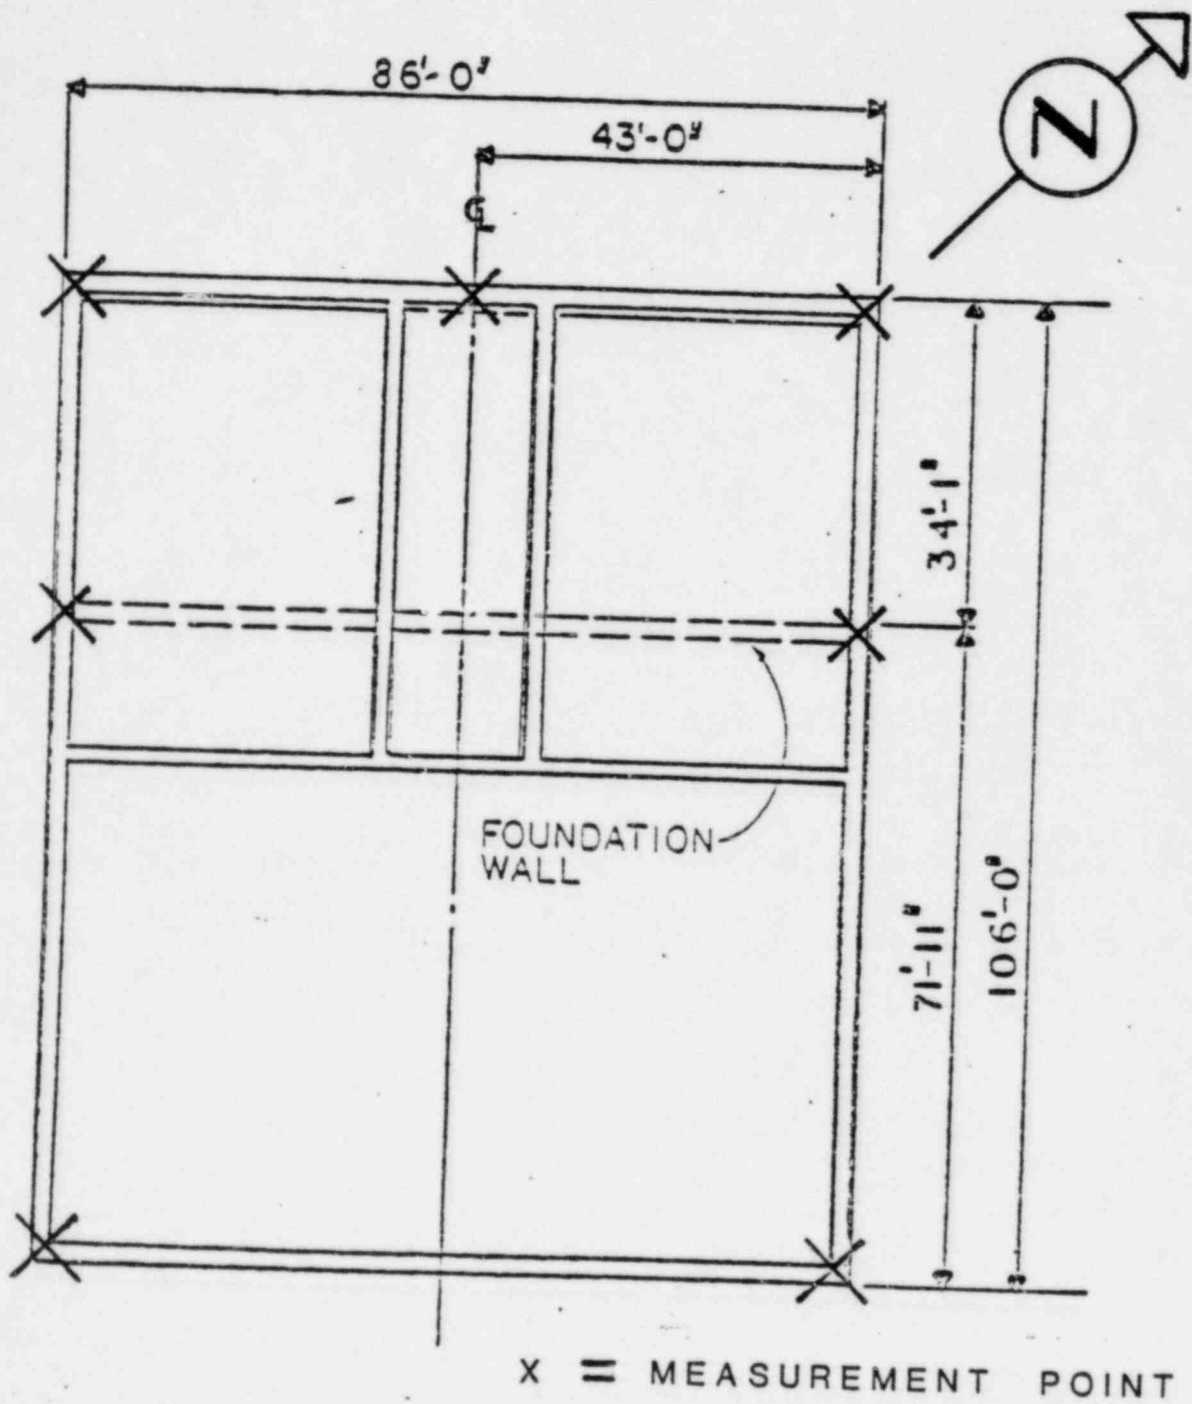 86'-0"
43'-0"
N
℄
34'-1"
71'-11"
106'-0"
FOUNDATION
WALL
X = MEASUREMENT POINT